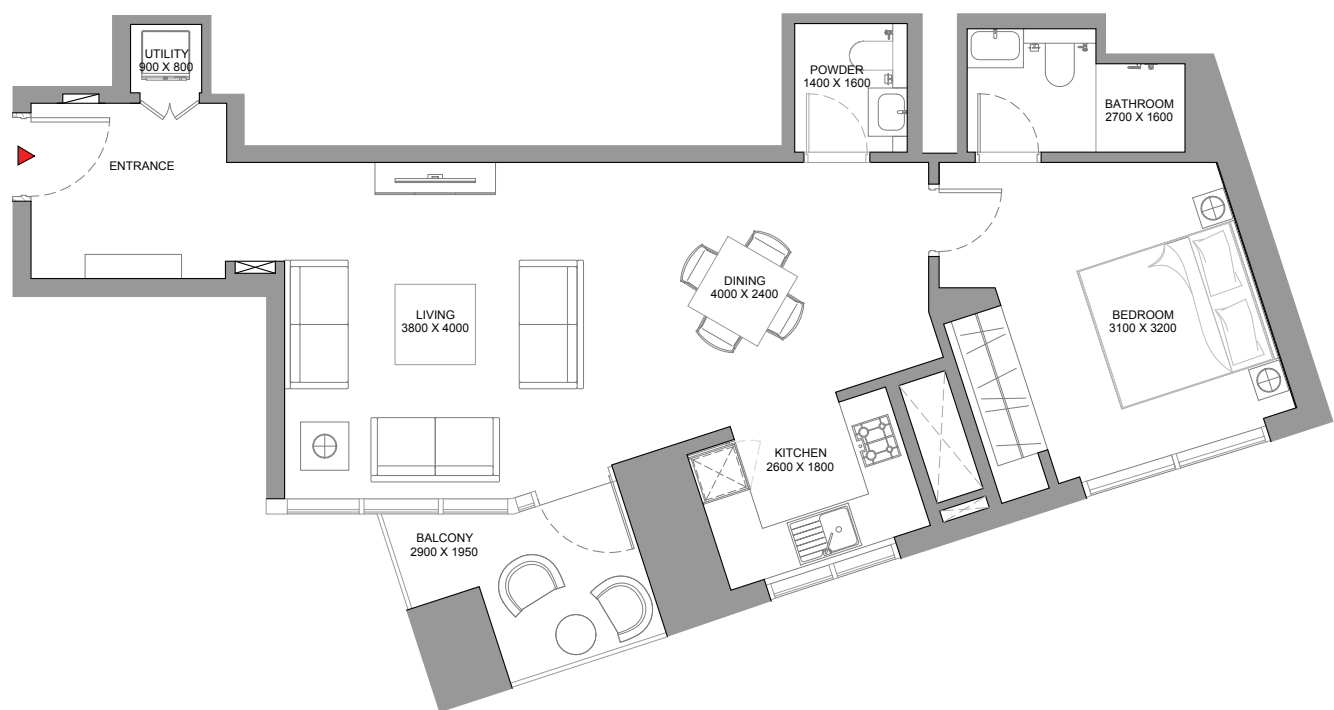 UTILITY
900 X 800
POWDER
1400 X 1600
BATHROOM
2700 X 1600
ENTRANCE
DINING
4000 X 2400
LIVING
3800 X 4000
BEDROOM
3100 X 3200
KITCHEN
2600 X 1800
BALCONY
2900 X 1950